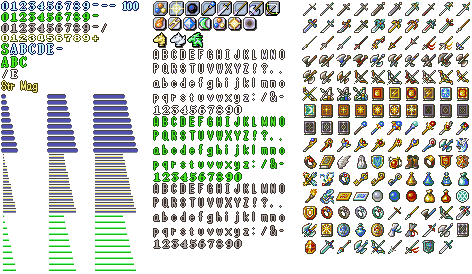 0123456789--- 100
0123456789-
0123456789-/
0123456789+
SABCDE-
ABC
/E
Str Mag
ABCDEFGHIJKLMNO
PQRSTUVWXYZ!?..
abcdefghijklmno
pqrstuvwxyz:/&-
1234567890
ABCDEFGHIJKLMNO
PQRSTUVWXYZ!?..
abcdefghijklmno
pqrstuvwxyz:/&-
1234567890
ABCDEFGHIJKLMNO
PQRSTUVWXYZ!?..
abcdefghijklmno
pqrstuvwxyz:/&-
1234567890